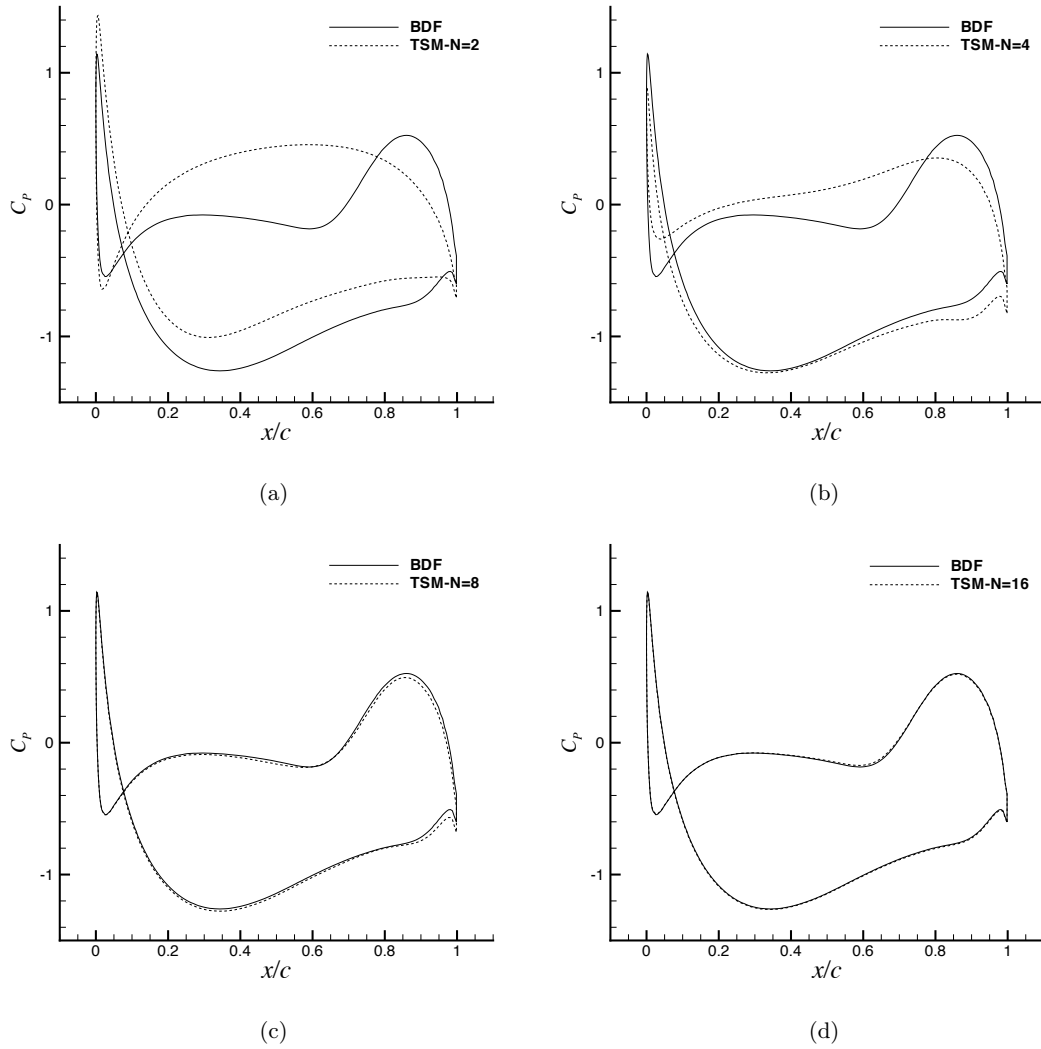 BDF
TSM-N=2
1
0
-1
C_P
0
0.2
0.4
0.6
0.8
1
x/c
(a)
BDF
TSM-N=4
1
0
-1
C_P
0
0.2
0.4
0.6
0.8
1
x/c
(b)
BDF
TSM-N=8
1
0
-1
C_P
0
0.2
0.4
0.6
0.8
1
x/c
(c)
BDF
TSM-N=16
1
0
-1
C_P
0
0.2
0.4
0.6
0.8
1
x/c
(d)